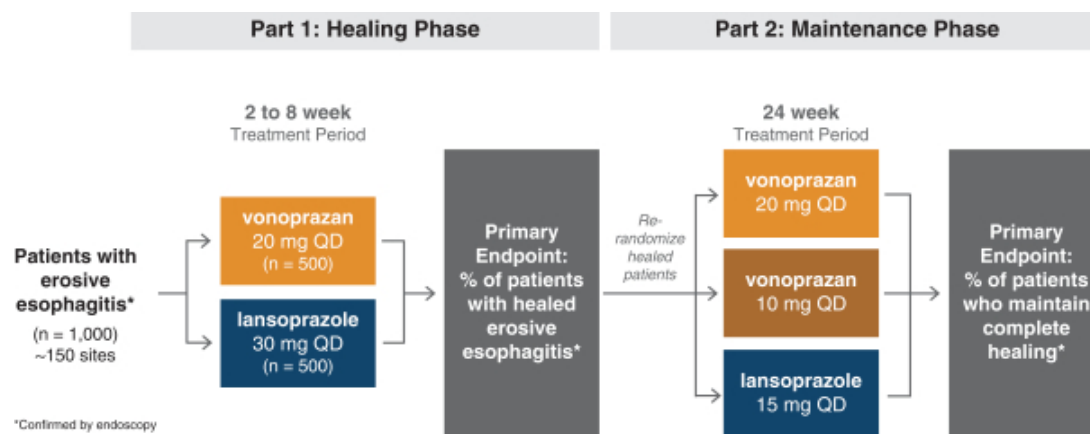 Part 1: Healing Phase
Part 2: Maintenance Phase
2 to 8 week
Treatment Period
24 week
Treatment Period
Patients with
erosive
esophagitis*
(n = 1,000)
~150 sites
vonoprazan
20 mg QD
(n = 500)
lansoprazole
30 mg QD
(n = 500)
Primary
Endpoint:
% of patients
with healed
erosive
esophagitis*
Re-
randomize
healed
patients
vonoprazan
20 mg QD
vonoprazan
10 mg QD
lansoprazole
15 mg QD
Primary
Endpoint:
% of patients
who maintain
complete
healing*
*Confirmed by endoscopy